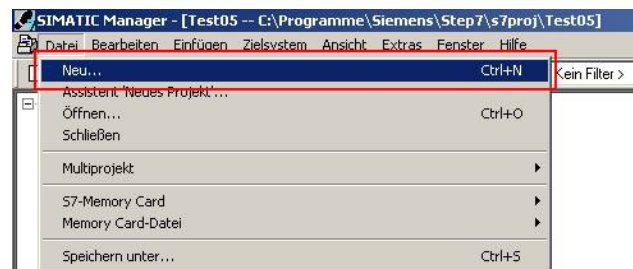 SIMATIC Manager - [Test05 -- C:\Programme\Siemens\Step7\s7proj\Test05]
Datei Bearbeiten Einfügen Zielsystem Ansicht Extras Fenster Hilfe
Neu... Ctrl+N
Kein Filter >
Assistent 'Neues Projekt'...
Öffnen... Ctrl+O
Schließen
Multiprojekt
S7-Memory Card
Memory Card-Datei
Speichern unter... Ctrl+S